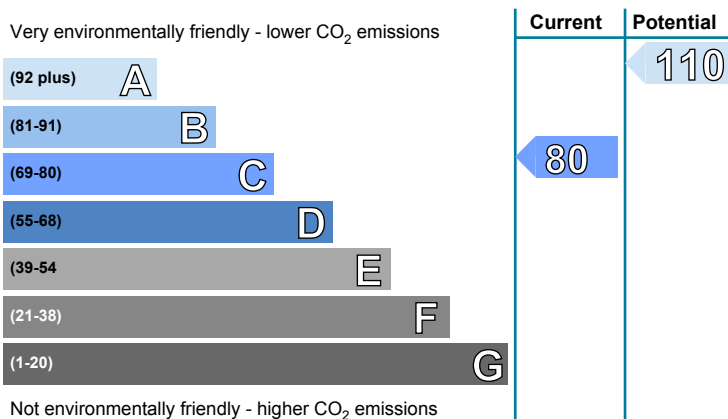 Current Potential
Very environmentally friendly - lower CO2 emissions
110
(92 plus) A
(81-91) B
80
(69-80) C
(55-68) D
(39-54 E
(21-38) F
(1-20) G
Not environmentally friendly - higher CO2 emissions